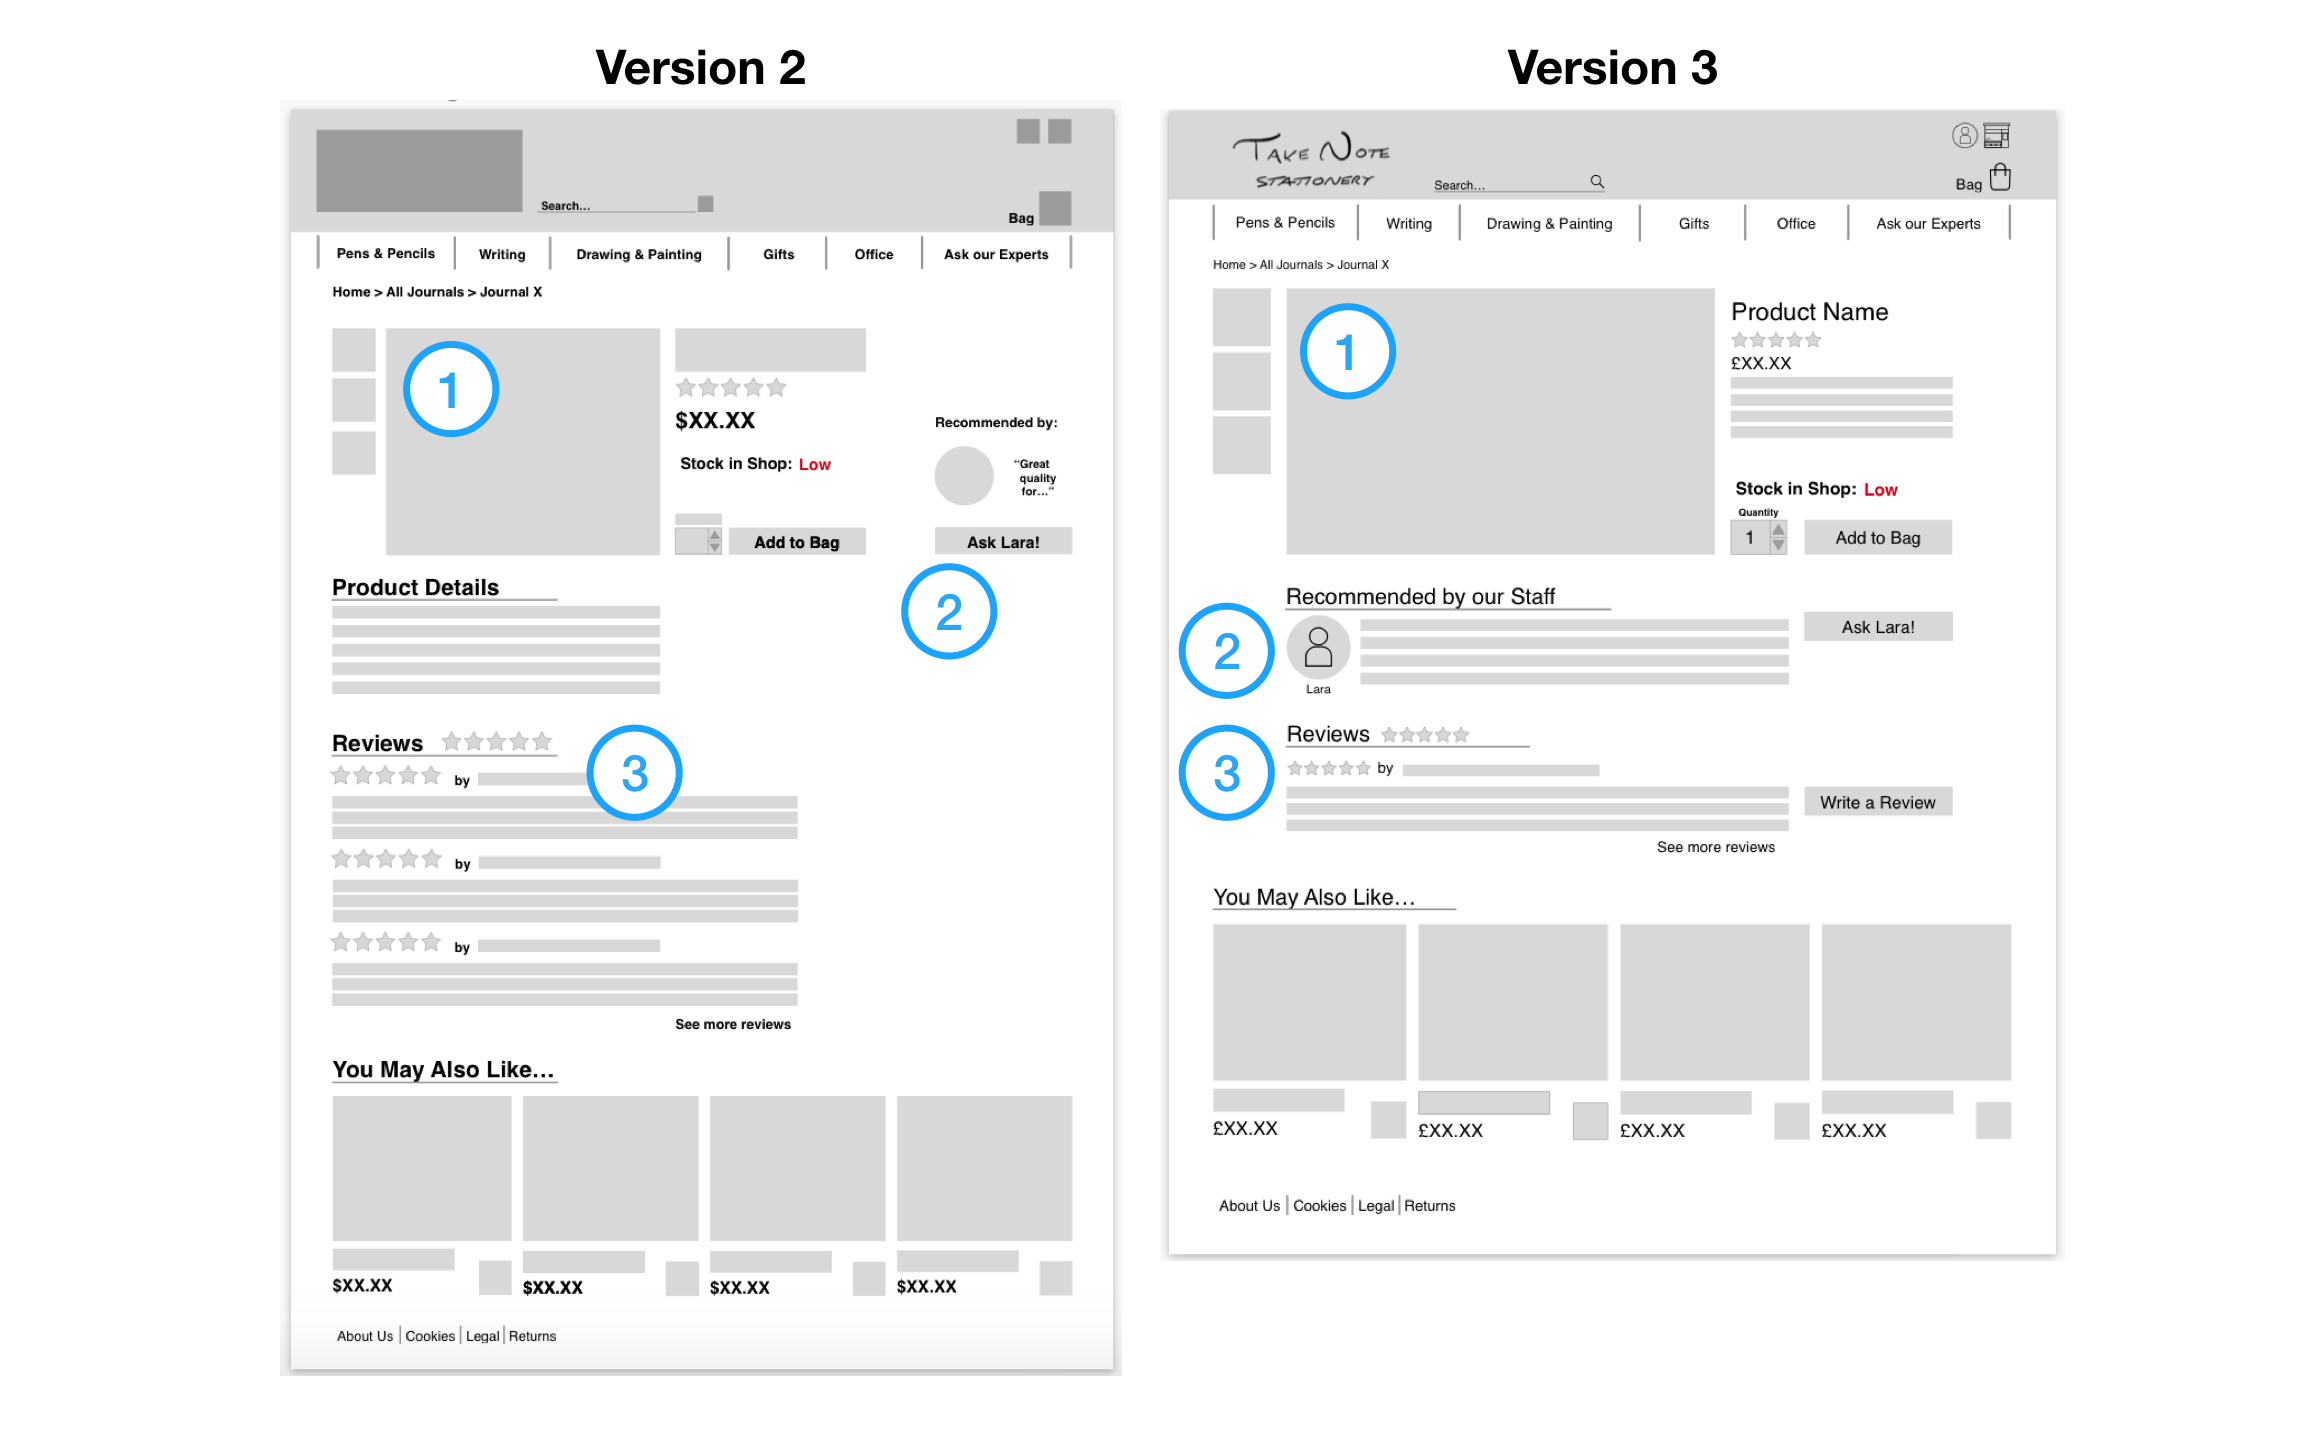 Version 2
Search...
Bag
Pens & Pencils
Writing
Drawing & Painting
Gifts
Office
Ask our Experts
Home > All Journals > Journal X
1
$XX.XX
Stock in Shop: Low
Add to Bag
Recommended by:
“Great
quality
for...”
Ask Lara!
2
Product Details
Reviews
3
by
by
by
See more reviews
You May Also Like...
$XX.XX
$XX.XX
$XX.XX
$XX.XX
About Us | Cookies | Legal | Returns
Version 3
TAKE NOTE
STATIONERY
Search...
Bag
Pens & Pencils
Writing
Drawing & Painting
Gifts
Office
Ask our Experts
Home > All Journals > Journal X
1
Product Name
£XX.XX
Stock in Shop: Low
Quantity
1
Add to Bag
Recommended by our Staff
2
Lara
Ask Lara!
Reviews
3
by
Write a Review
See more reviews
You May Also Like...
£XX.XX
£XX.XX
£XX.XX
£XX.XX
About Us | Cookies | Legal | Returns